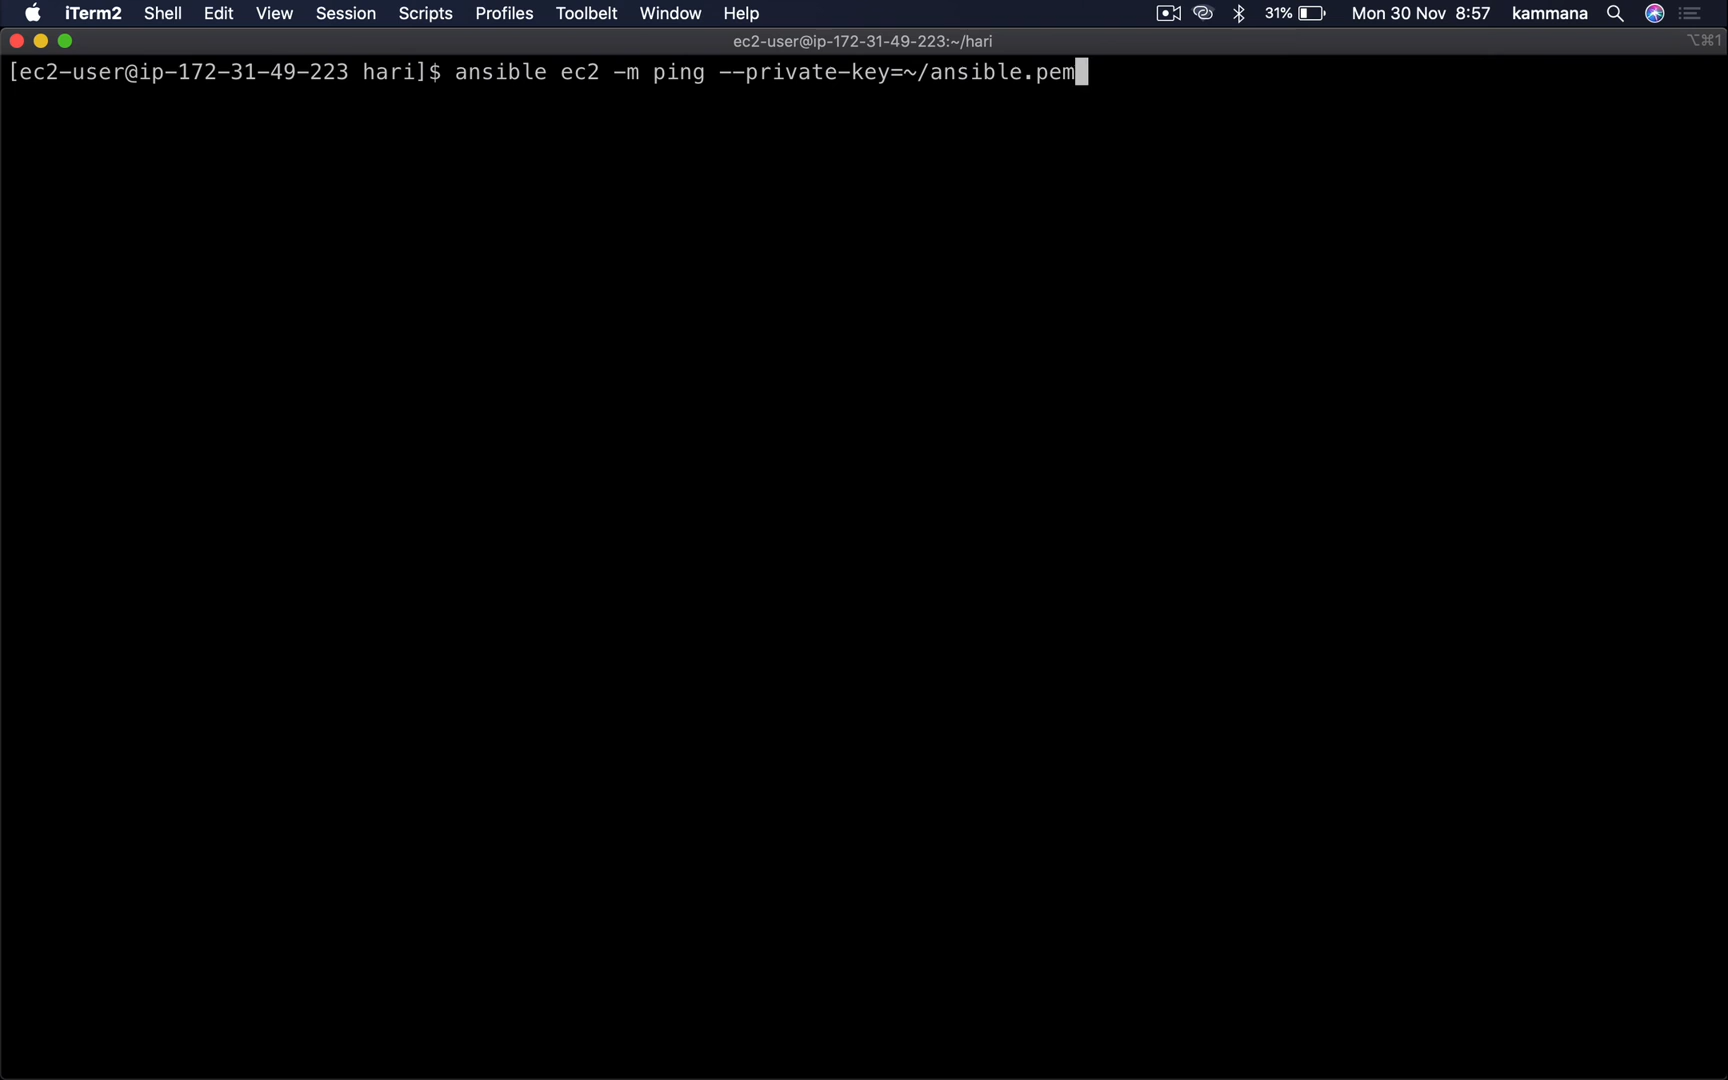 iTerm2 Shell Edit View Session Scripts Profiles Toolbelt Window Help 31% Mon 30 Nov 8:57 kammana
ec2-user@ip-172-31-49-223:~/hari ⌥⌘1
[ec2-user@ip-172-31-49-223 hari]$ ansible ec2 -m ping --private-key=~/ansible.pem